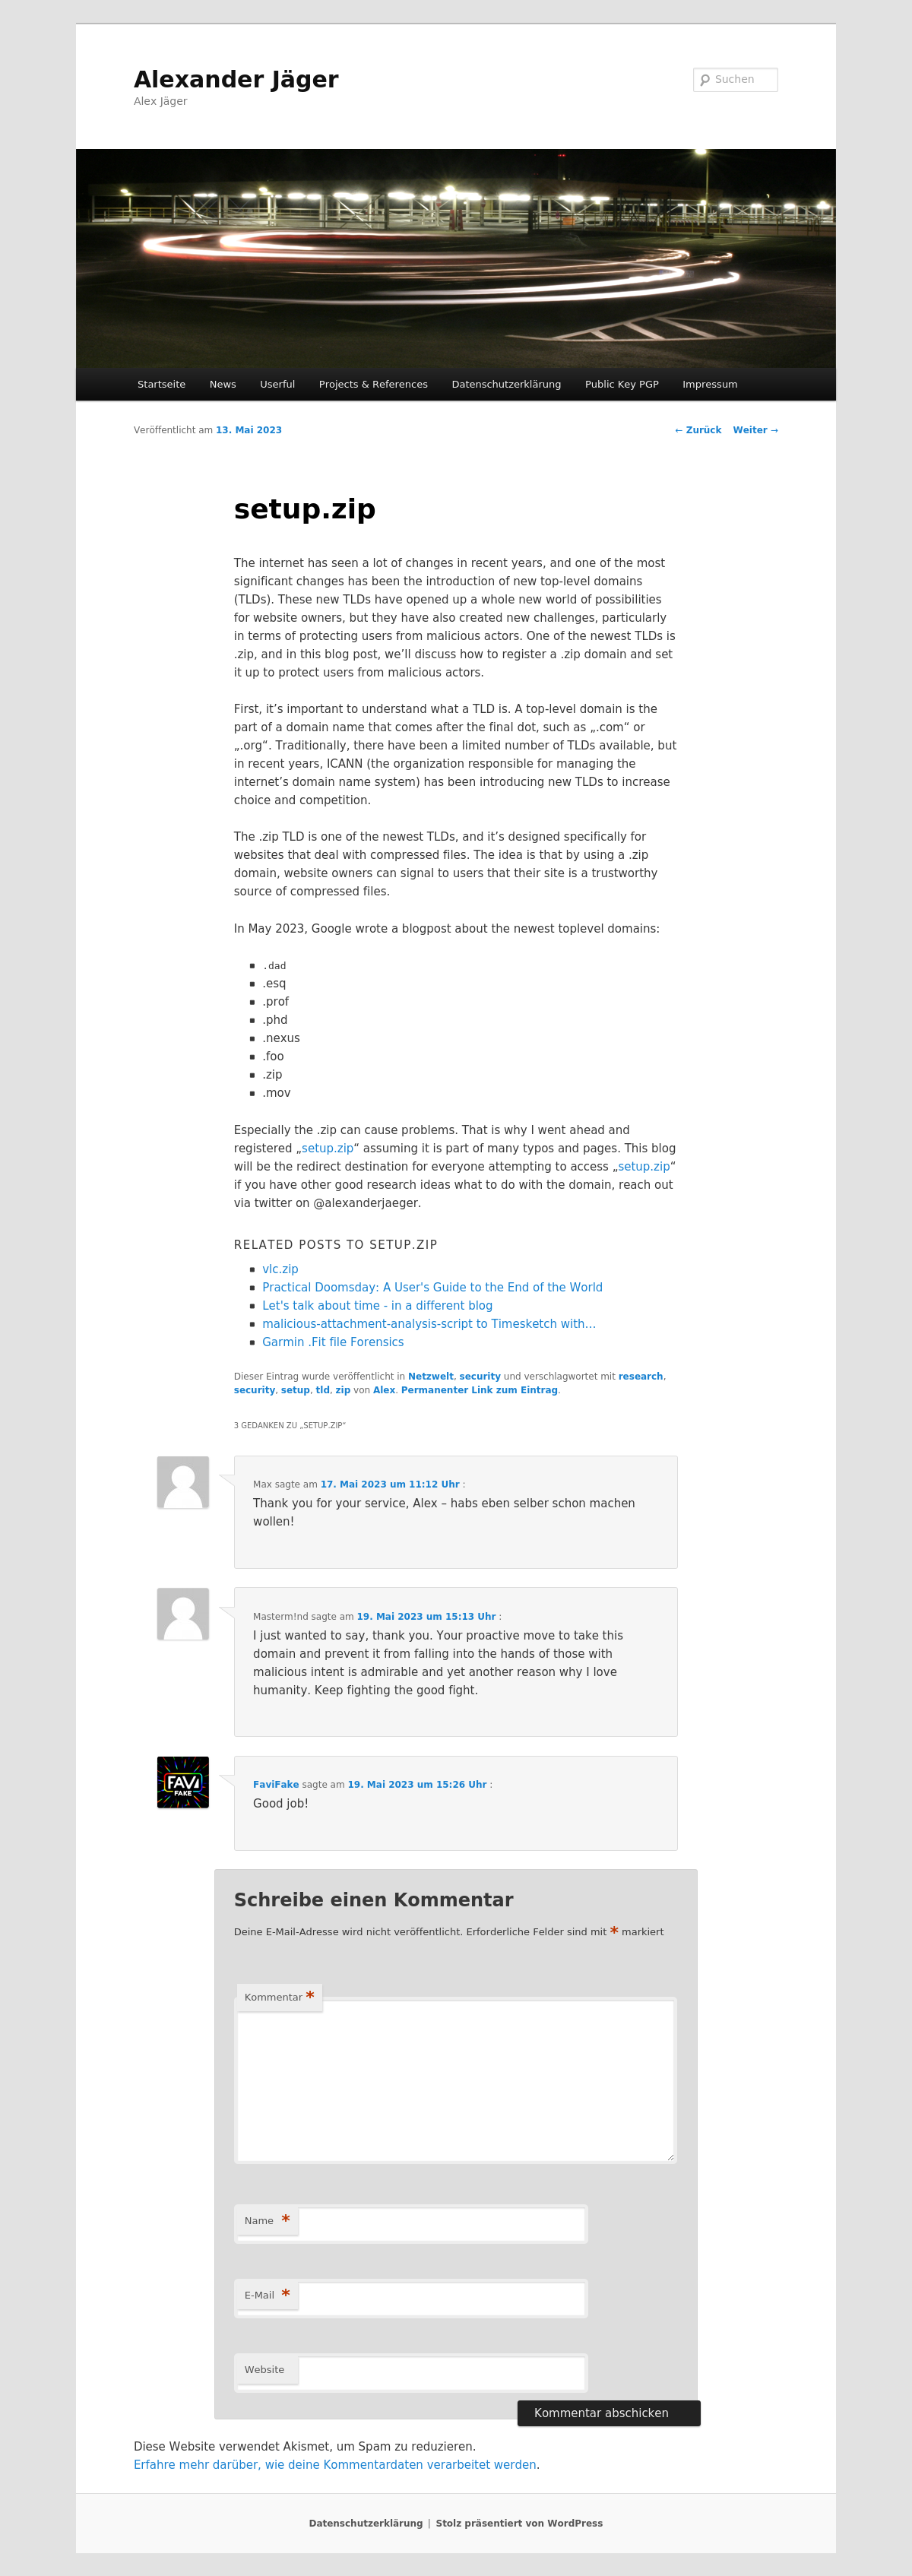 Alexander Jäger
Alex Jäger
Suchen
Startseite News Userful Projects & References Datenschutzerklärung Public Key PGP Impressum
Veröffentlicht am 13. Mai 2023
← Zurück Weiter →
setup.zip
The internet has seen a lot of changes in recent years, and one of the most
significant changes has been the introduction of new top-level domains
(TLDs). These new TLDs have opened up a whole new world of possibilities
for website owners, but they have also created new challenges, particularly
in terms of protecting users from malicious actors. One of the newest TLDs is
.zip, and in this blog post, we’ll discuss how to register a .zip domain and set
it up to protect users from malicious actors.
First, it’s important to understand what a TLD is. A top-level domain is the
part of a domain name that comes after the final dot, such as „.com“ or
„.org“. Traditionally, there have been a limited number of TLDs available, but
in recent years, ICANN (the organization responsible for managing the
internet’s domain name system) has been introducing new TLDs to increase
choice and competition.
The .zip TLD is one of the newest TLDs, and it’s designed specifically for
websites that deal with compressed files. The idea is that by using a .zip
domain, website owners can signal to users that their site is a trustworthy
source of compressed files.
In May 2023, Google wrote a blogpost about the newest toplevel domains:
.dad
.esq
.prof
.phd
.nexus
.foo
.zip
.mov
Especially the .zip can cause problems. That is why I went ahead and
registered „setup.zip“ assuming it is part of many typos and pages. This blog
will be the redirect destination for everyone attempting to access „setup.zip“
if you have other good research ideas what to do with the domain, reach out
via twitter on @alexanderjaeger.
RELATED POSTS TO SETUP.ZIP
vlc.zip
Practical Doomsday: A User's Guide to the End of the World
Let's talk about time - in a different blog
malicious-attachment-analysis-script to Timesketch with…
Garmin .Fit file Forensics
Dieser Eintrag wurde veröffentlicht in Netzwelt, security und verschlagwortet mit research,
security, setup, tld, zip von Alex. Permanenter Link zum Eintrag.
3 GEDANKEN ZU „SETUP.ZIP“
Max sagte am 17. Mai 2023 um 11:12 Uhr :
Thank you for your service, Alex – habs eben selber schon machen
wollen!
Masterm!nd sagte am 19. Mai 2023 um 15:13 Uhr :
I just wanted to say, thank you. Your proactive move to take this
domain and prevent it from falling into the hands of those with
malicious intent is admirable and yet another reason why I love
humanity. Keep fighting the good fight.
FAVI
FAKE
FaviFake sagte am 19. Mai 2023 um 15:26 Uhr :
Good job!
Schreibe einen Kommentar
Deine E-Mail-Adresse wird nicht veröffentlicht. Erforderliche Felder sind mit * markiert
Kommentar *
Name *
E-Mail *
Website
Kommentar abschicken
Diese Website verwendet Akismet, um Spam zu reduzieren.
Erfahre mehr darüber, wie deine Kommentardaten verarbeitet werden.
Datenschutzerklärung | Stolz präsentiert von WordPress